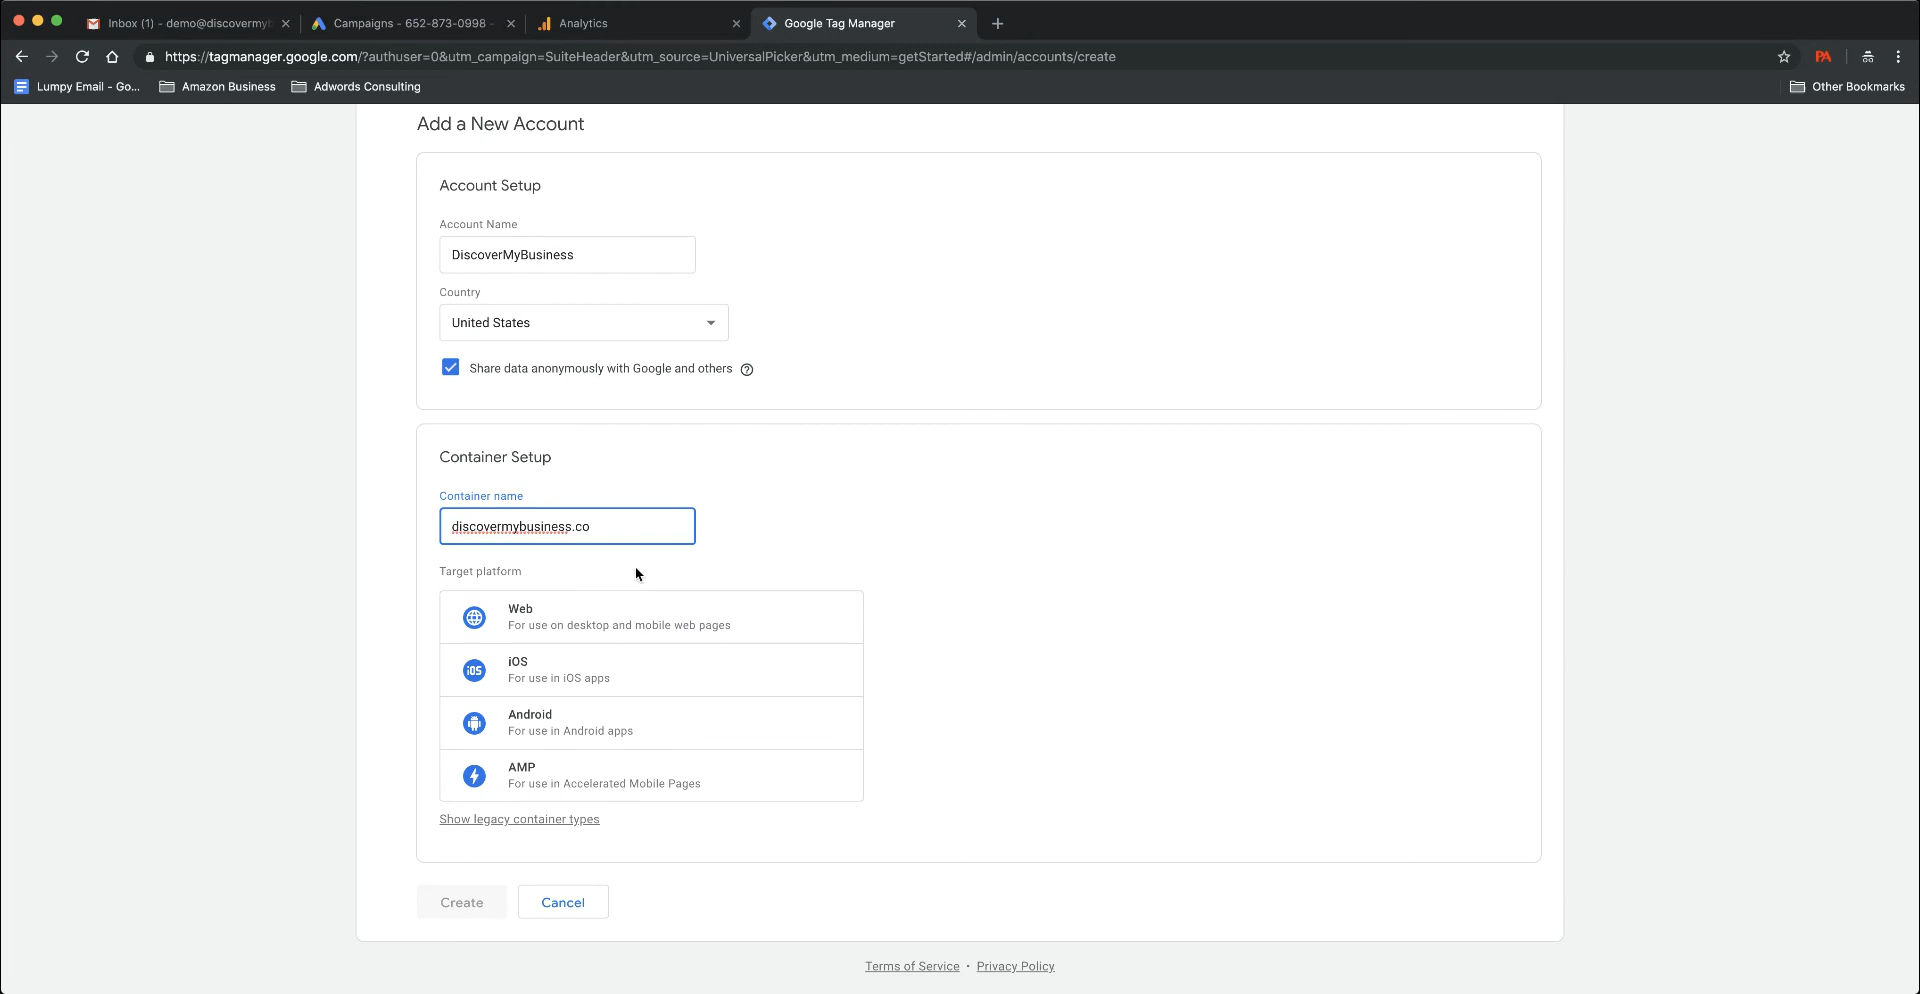 Inbox (1) - demo@discovermyb
Campaigns - 652-873-0998 -
Analytics
Google Tag Manager
https://tagmanager.google.com/?authuser=0&utm_campaign=SuiteHeader&utm_source=UniversalPicker&utm_medium=getStarted#/admin/accounts/create
PA
Lumpy Email - Go...
Amazon Business
Adwords Consulting
Other Bookmarks
Add a New Account
Account Setup
Account Name
DiscoverMyBusiness
Country
United States
Share data anonymously with Google and others
Container Setup
Container name
discovermybusiness.co
Target platform
Web
For use on desktop and mobile web pages
iOS
iOS
For use in iOS apps
Android
For use in Android apps
AMP
For use in Accelerated Mobile Pages
Show legacy container types
Create
Cancel
Terms of Service • Privacy Policy